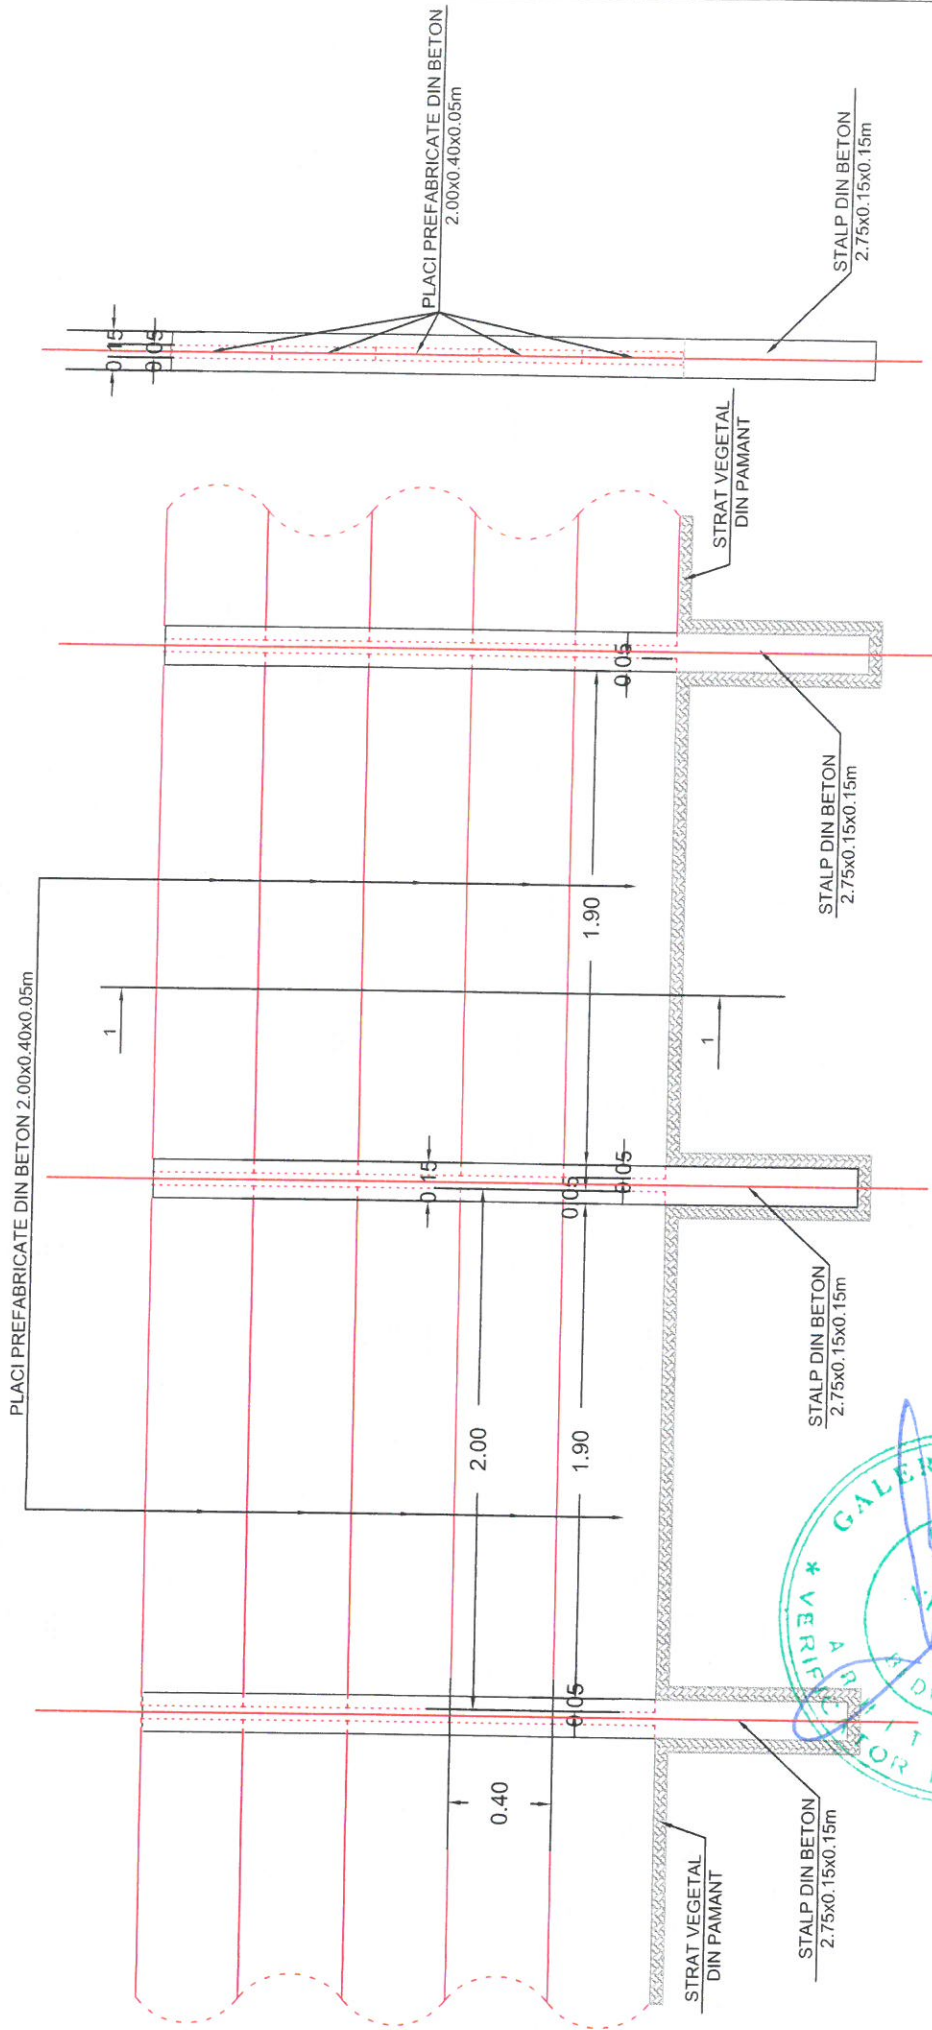 PLACI PREFABRICATE DIN BETON 2.00x0.40x0.05m
PLACI PREFABRICATE DIN BETON
2.00x0.40x0.05m
0.15
0.05
1
1
0.15
2.00
0.05
1.90
1.90
0.05
0.05
0.05
0.40
STRAT VEGETAL
DIN PAMANT
STRAT VEGETAL
DIN PAMANT
STALP DIN BETON
2.75x0.15x0.15m
STALP DIN BETON
2.75x0.15x0.15m
STALP DIN BETON
2.75x0.15x0.15m
STALP DIN BETON
2.75x0.15x0.15m
* VERIFICATOR